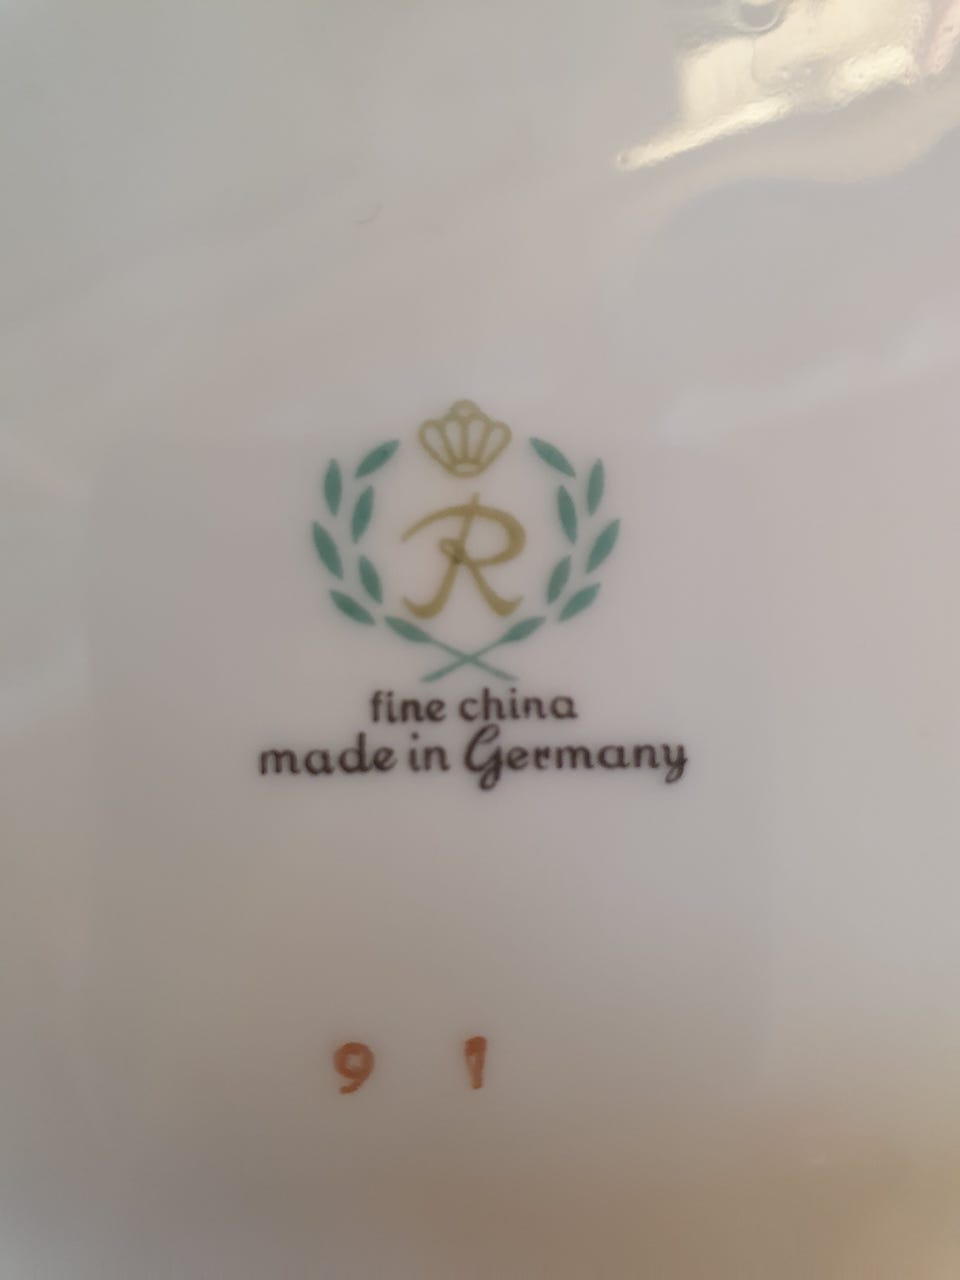 R
fine china
made in Germany
9 1